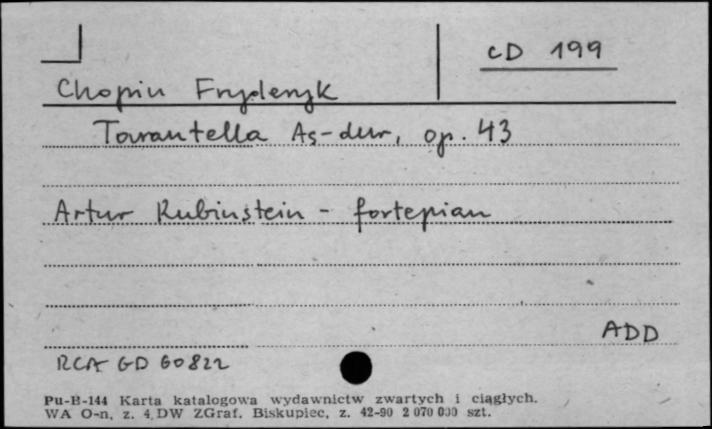 CD 199
Chopin Fryderyk
Tarantella As-dur, op. 43
Artur Rubinstein - fortepian
ADD
RCA GD 60822
Pu-B-144 Karta katalogowa wydawnictw zwartych i ciągłych.
WA O-n, z. 4 DW ZGraf. Biskupiec, z. 42-90 2 070 000 szt.